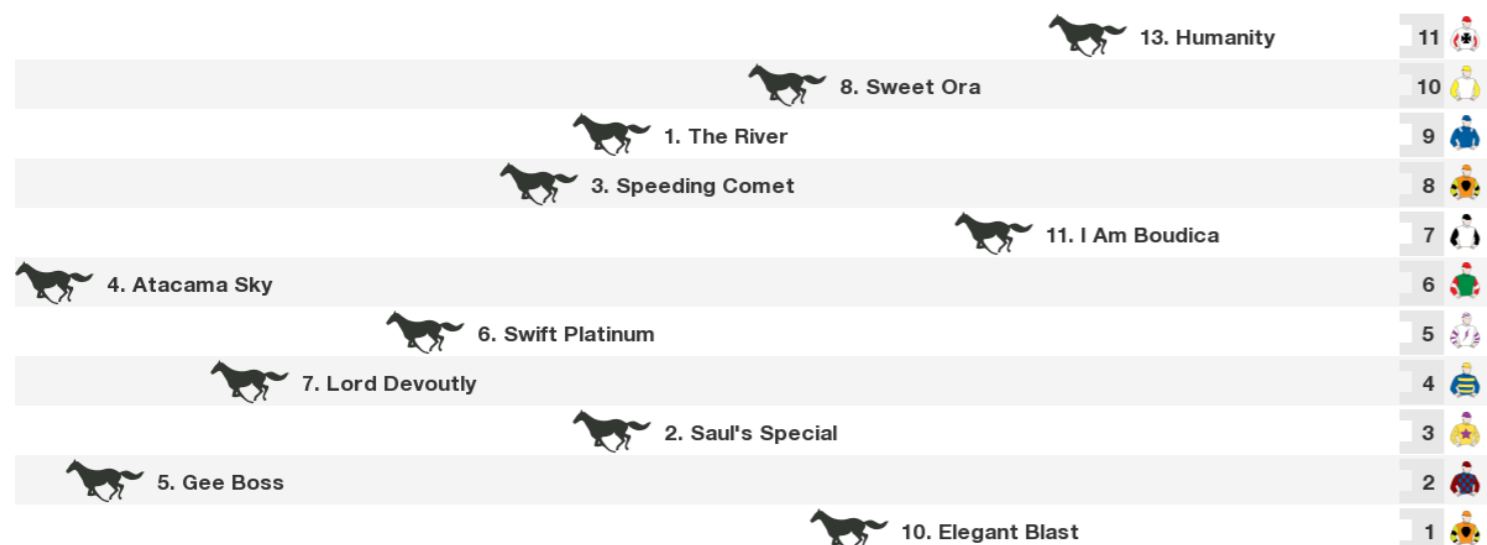 13. Humanity 11
8. Sweet Ora 10
1. The River 9
3. Speeding Comet 8
11. I Am Boudica 7
4. Atacama Sky 6
6. Swift Platinum 5
7. Lord Devoutly 4
2. Saul's Special 3
5. Gee Boss 2
10. Elegant Blast 1